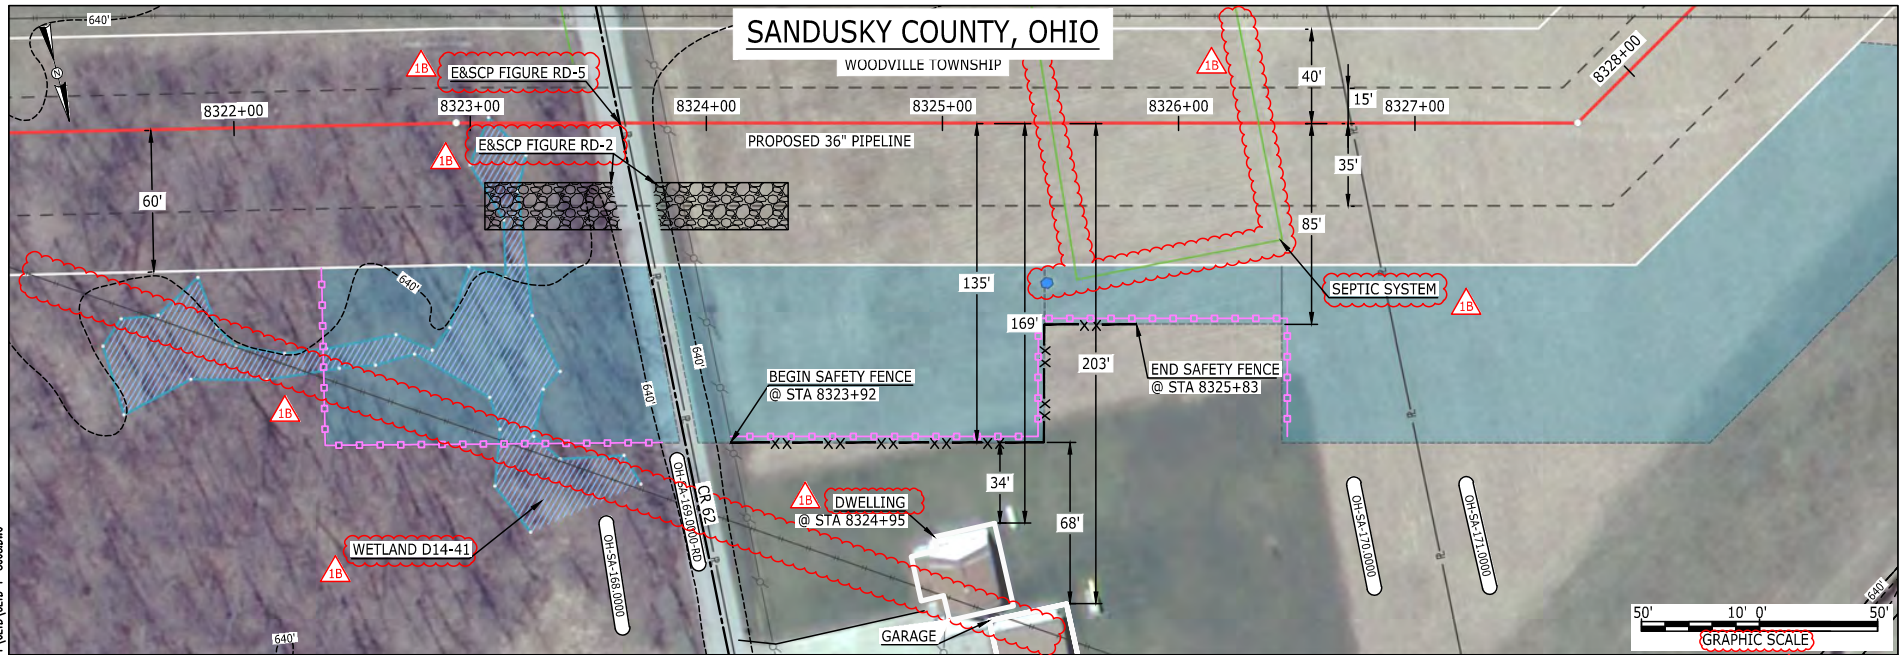 SANDUSKY COUNTY, OHIO
WOODVILLE TOWNSHIP
640'
N
1B
E&SCP FIGURE RD-5
1B
40'
15'
8328+00
8322+00
8323+00
8324+00
8325+00
8326+00
8327+00
1B
E&SCP FIGURE RD-2
PROPOSED 36" PIPELINE
60'
35'
85'
640'
135'
SEPTIC SYSTEM
1B
169'
203'
640'
640'
BEGIN SAFETY FENCE
@ STA 8323+92
END SAFETY FENCE
@ STA 8325+83
1B
34'
68'
1B
DWELLING
@ STA 8324+95
CR 62
OH-SA-169.0000-RD
OH-SA-168.0000
OH-SA-170.0000
OH-SA-171.0000
WETLAND D14-41
1B
GARAGE
640'
640'
50' 10' 0' 50'
GRAPHIC SCALE